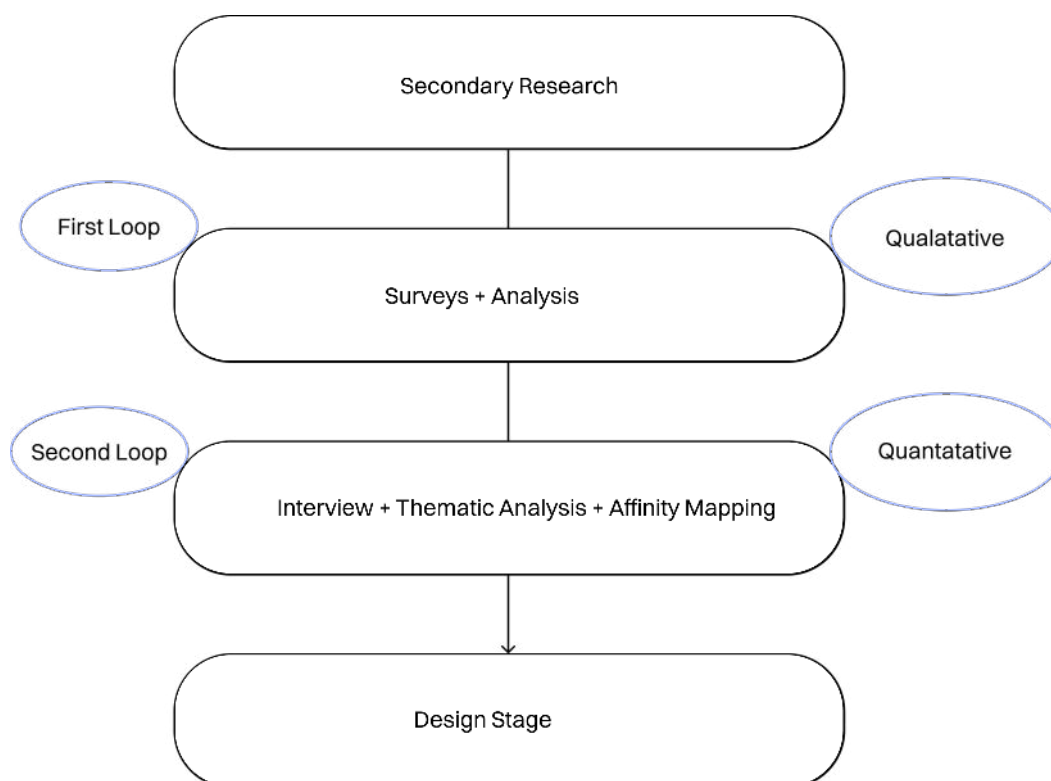 Secondary Research
First Loop
Qualatative
Surveys + Analysis
Second Loop
Quantatative
Interview + Thematic Analysis + Affinity Mapping
Design Stage